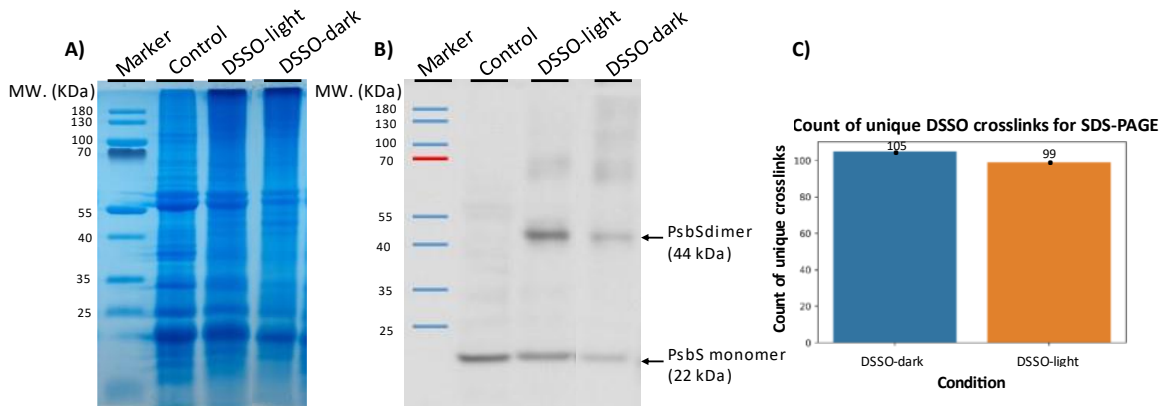 A)
Marker
Control
DSSO-light
DSSO-dark
MW. (KDa)
180
130
100
70
55
40
35
25
B)
Marker
Control
DSSO-light
DSSO-dark
MW. (KDa)
180
130
100
70
55
40
35
25
PsbSdimer
(44 kDa)
PsbS monomer
(22 kDa)
C)
Count of unique DSSO crosslinks for SDS-PAGE
Count of unique crosslinks
100
80
60
40
20
0
105
99
DSSO-dark
DSSO-light
Condition